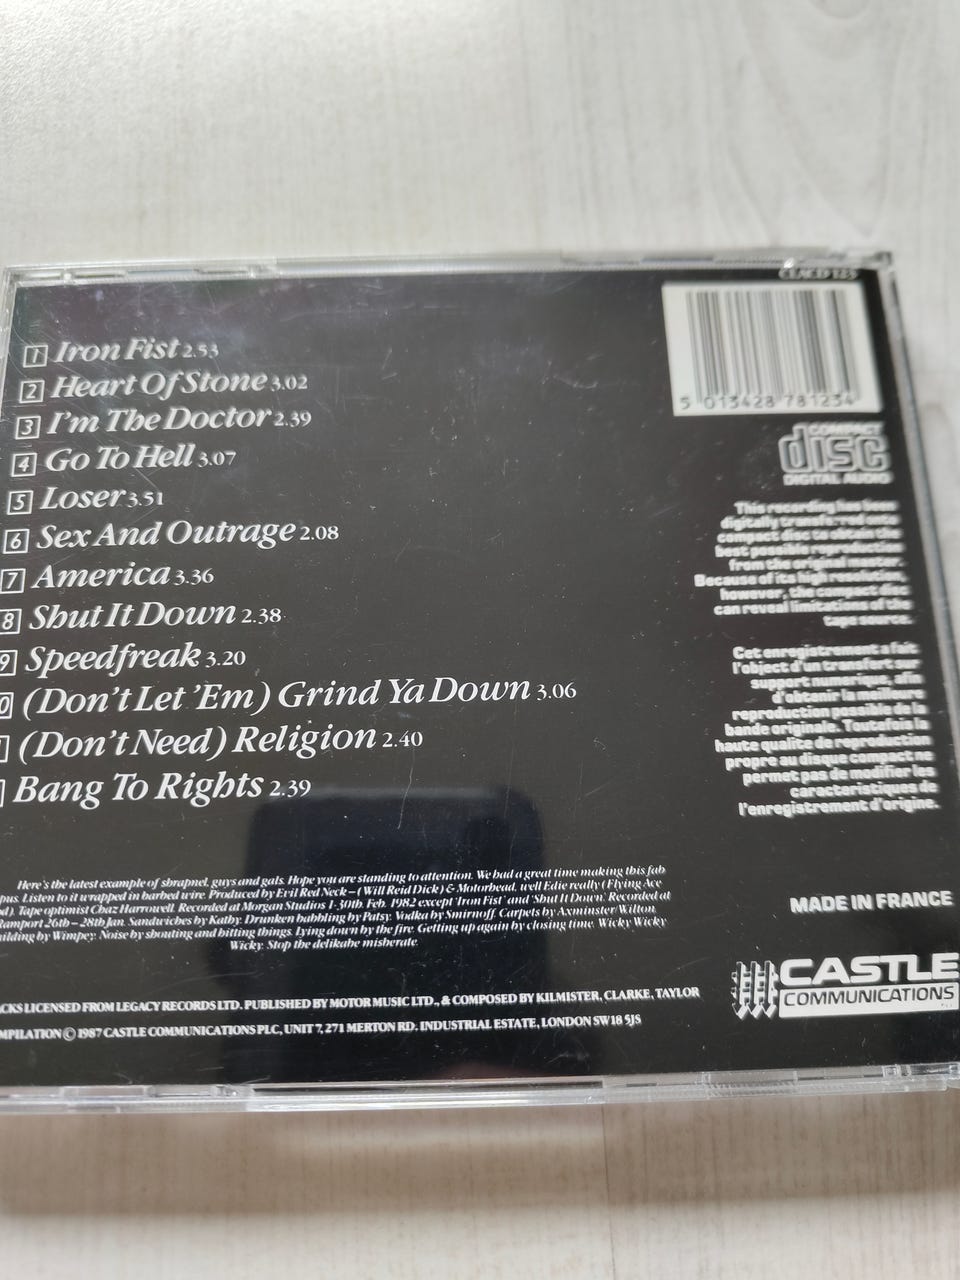 CLACD 123
1 Iron Fist 2.53
2 Heart Of Stone 3.02
3 I'm The Doctor 2.39
4 Go To Hell 3.07
5 Loser 3.51
6 Sex And Outrage 2.08
7 America 3.36
8 Shut It Down 2.38
9 Speedfreak 3.20
0 (Don't Let 'Em) Grind Ya Down 3.06
(Don't Need) Religion 2.40
Bang To Rights 2.39
5 013428 781234
COMPACT
disc
DIGITAL AUDIO
This recording has been
digitally transferred onto
compact disc to obtain the
best possible reproduction
from the original master.
Because of its high resolution,
however, the compact disc
can reveal limitations of the
tape source.
Cet enregistrement a fait
l'object d'un transfert sur
support numerique, afin
d'obtenir la meilleure
reproduction possible de la
bande originale. Toutefois la
haute qualite de reproduction
propre au disque compact ne
permet pas de modifier les
caracteristiques de
l'enregistrement d'origine.
Here's the latest example of shrapnel, guys and gals. Hope you are standing to attention. We had a great time making this fab
pus. Listen to it wrapped in barbed wire. Produced by Evil Red Neck – (Will Reid Dick) & Motorhead, well Edie really (Flying Ace
d). Tape optimist Chaz Harrowell. Recorded at Morgan Studios 1-30th Feb. 1982 except 'Iron Fist' and 'Shut It Down'. Recorded at
Ramport 26th – 28th Jan. Sandwiches by Kathy. Drunken babbling by Patsy. Vodka by Smirnoff. Carpets by Axminster Wilton,
uilding by Wimpey. Noise by shouting and hitting things. Lying down by the fire. Getting up again by closing time. Wicky Wicky
Wicky. Stop the delikahe misberate.
MADE IN FRANCE
CASTLE
COMMUNICATIONS
ACKS LICENSED FROM LEGACY RECORDS LTD. PUBLISHED BY MOTOR MUSIC LTD., & COMPOSED BY KILMISTER, CLARKE, TAYLOR
MPILATION © 1987 CASTLE COMMUNICATIONS PLC, UNIT 7, 271 MERTON RD. INDUSTRIAL ESTATE, LONDON SW18 5JS